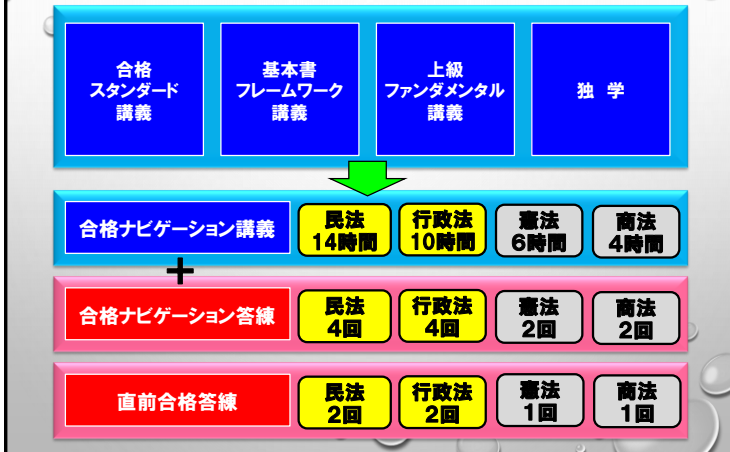 合格
スタンダード
講義
基本書
フレームワーク
講義
上級
ファンダメンタル
講義
独 学
合格ナビゲーション講義
民法
14時間
行政法
10時間
憲法
6時間
商法
4時間
+
合格ナビゲーション答練
民法
4回
行政法
4回
憲法
2回
商法
2回
直前合格答練
民法
2回
行政法
2回
憲法
1回
商法
1回